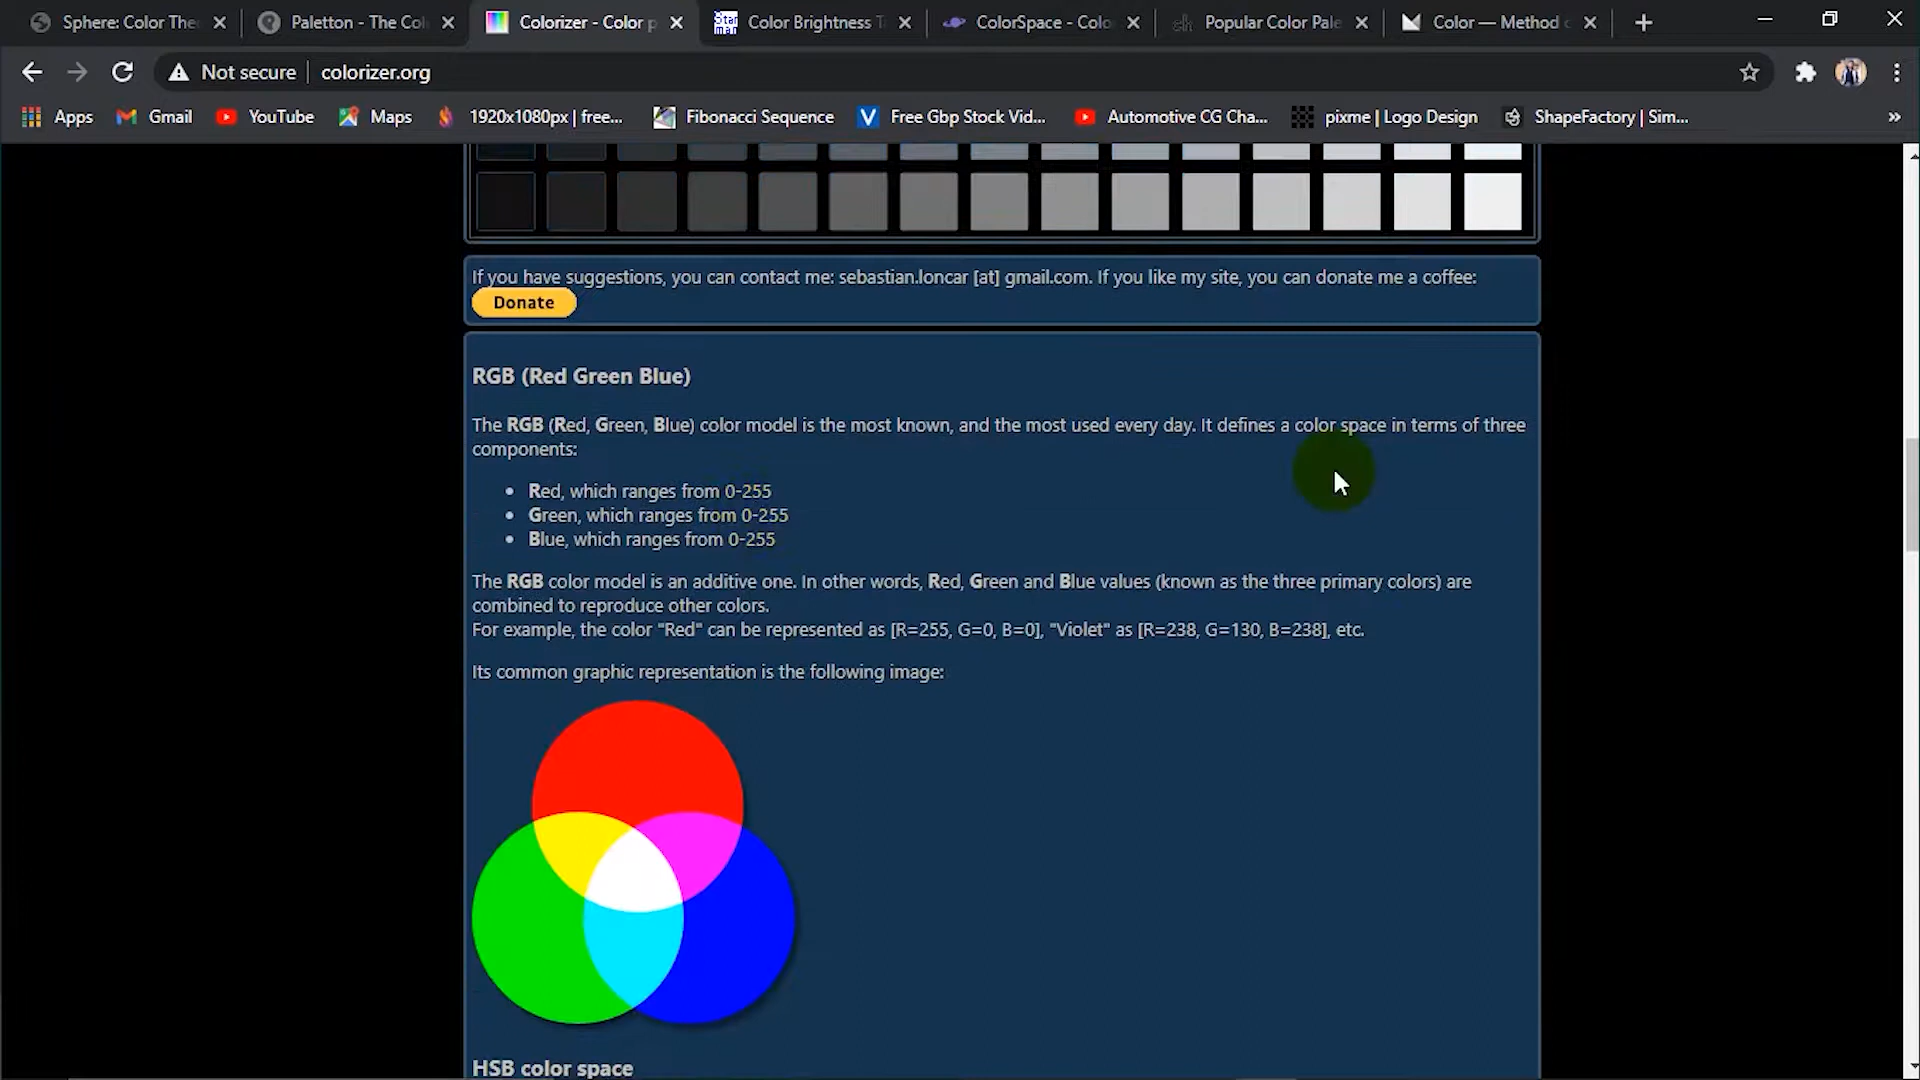 Sphere: Color The
Paletton - The Col
Colorizer - Color p
Color Brightness T
ColorSpace - Colo
Popular Color Pale
Color — Method
Not secure
colorizer.org
Apps
Gmail
YouTube
Maps
1920x1080px | free...
Fibonacci Sequence
Free Gbp Stock Vid...
Automotive CG Cha...
pixme | Logo Design
ShapeFactory | Sim...
If you have suggestions, you can contact me: sebastian.loncar [at] gmail.com. If you like my site, you can donate me a coffee:
Donate
RGB (Red Green Blue)
The RGB (Red, Green, Blue) color model is the most known, and the most used every day. It defines a color space in terms of three
components:
• Red, which ranges from 0-255
• Green, which ranges from 0-255
• Blue, which ranges from 0-255
The RGB color model is an additive one. In other words, Red, Green and Blue values (known as the three primary colors) are
combined to reproduce other colors.
For example, the color "Red" can be represented as [R=255, G=0, B=0], "Violet" as [R=238, G=130, B=238], etc.
Its common graphic representation is the following image:
HSB color space